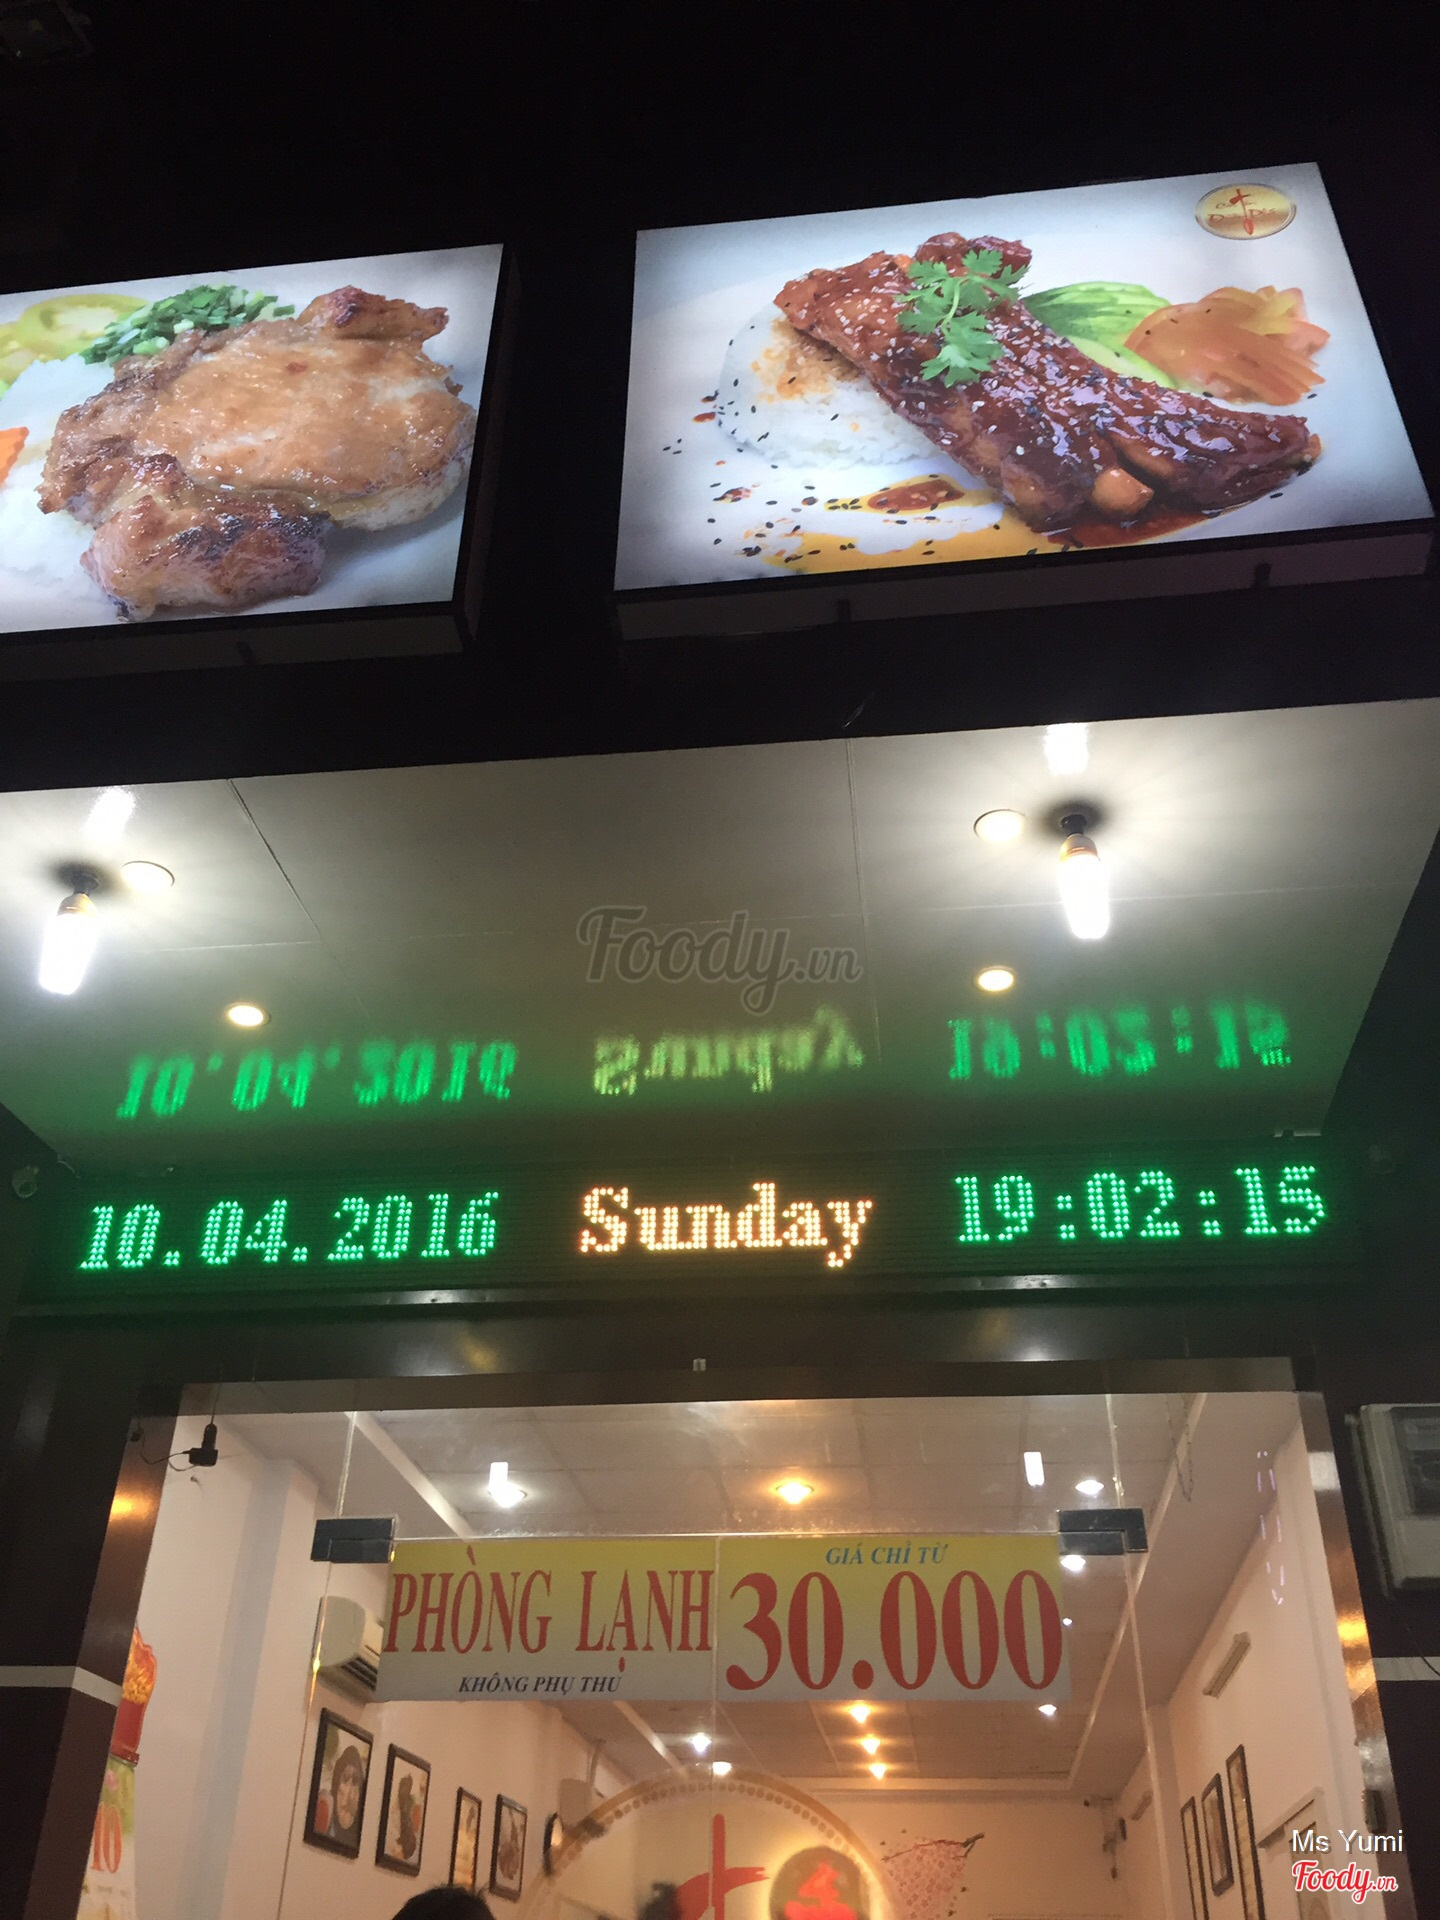 Foody.vn
10.04.2016 Sunday 19:02:15
PHÒNG LẠNH
KHÔNG PHỤ THU
GIÁ CHỈ TỪ
30.000
10
Ms Yumi
Foody.vn